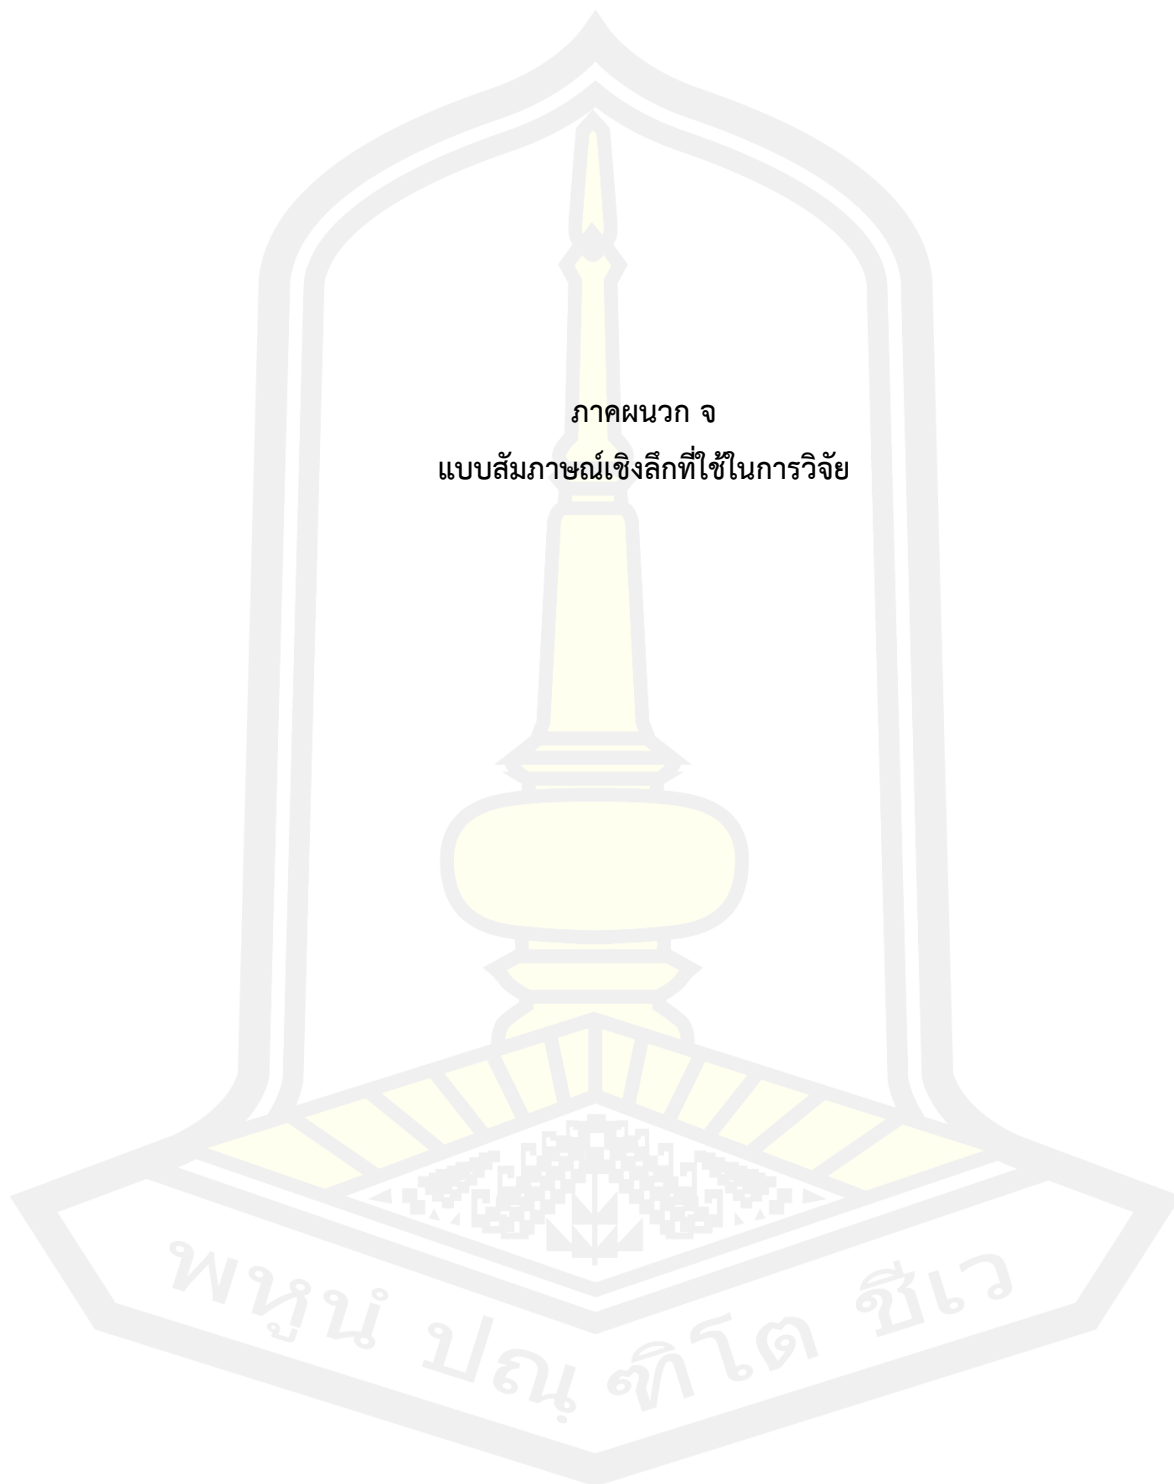 ภาคผนวก จ
แบบสัมภาษณ์เชิงลึกที่ใช้ในการวิจัย
พหูนํ ปณฺฑิโต ชีเว